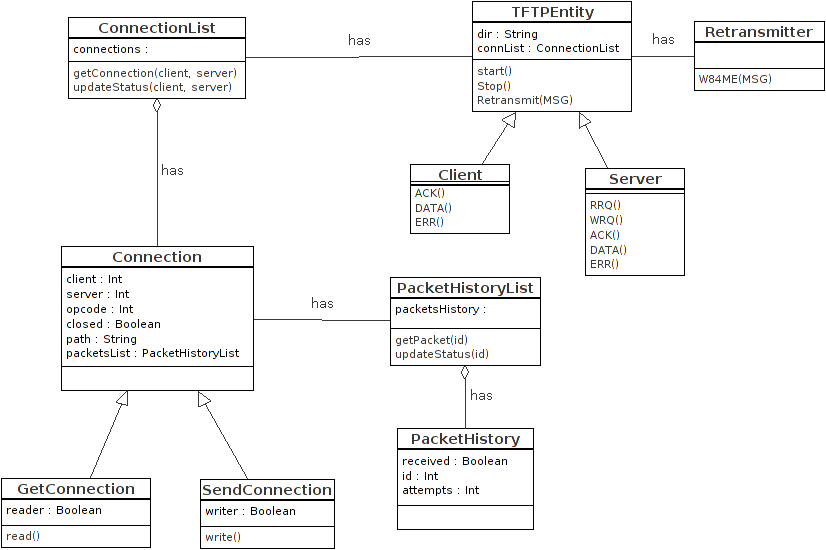 ConnectionList
connections :
getConnection(client, server)
updateStatus(client, server)
has
TFTPEntity
dir : String
connList : ConnectionList
start()
Stop()
Retransmit(MSG)
has
Retransmitter
W84ME(MSG)
has
Client
ACK()
DATA()
ERR()
Server
RRQ()
WRQ()
ACK()
DATA()
ERR()
Connection
client : Int
server : Int
opcode : Int
closed : Boolean
path : String
packetsList : PacketHistoryList
has
PacketHistoryList
packetsHistory :
getPacket(id)
updateStatus(id)
has
PacketHistory
received : Boolean
id : Int
attempts : Int
GetConnection
reader : Boolean
read()
SendConnection
writer : Boolean
write()